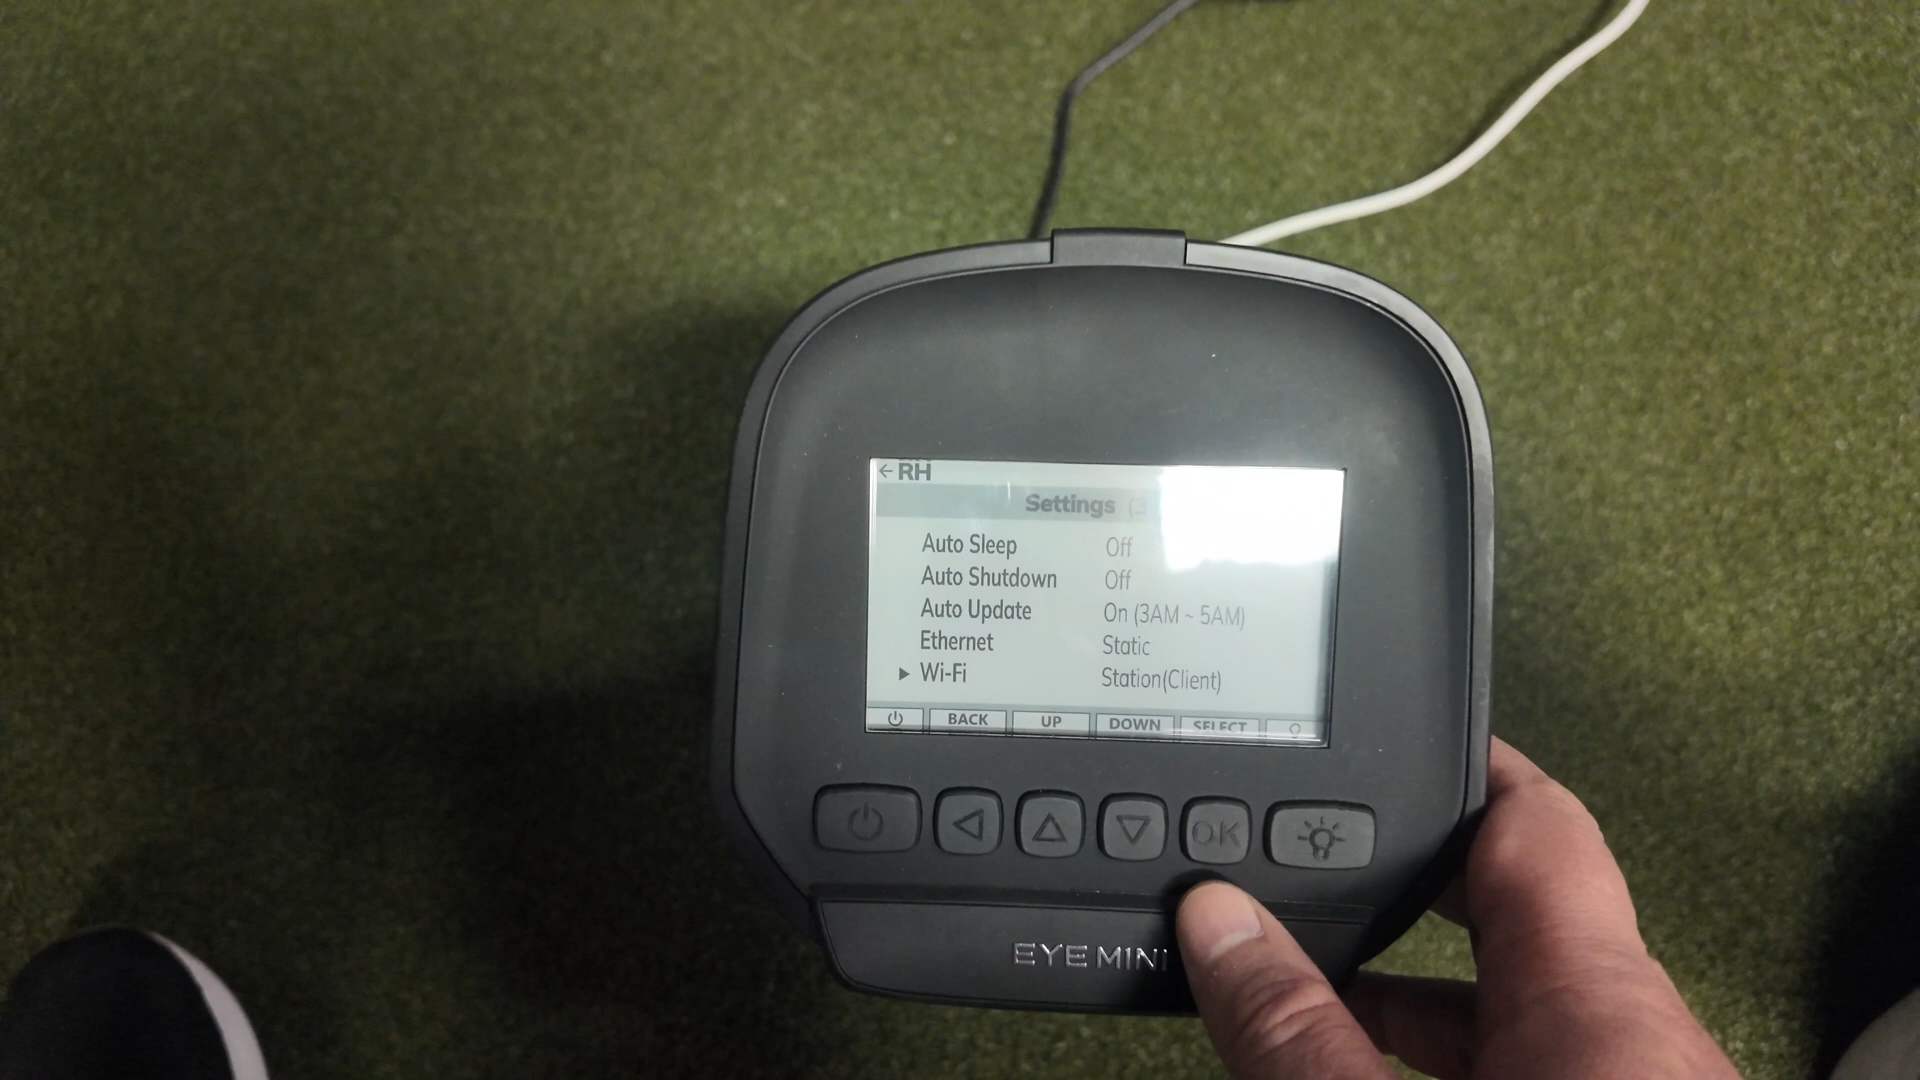 ← RH
Settings (3
Auto Sleep Off
Auto Shutdown Off
Auto Update On (3AM ~ 5AM)
Ethernet Static
▶ Wi-Fi Station(Client)
BACK UP DOWN SELECT
OK
EYE MINI